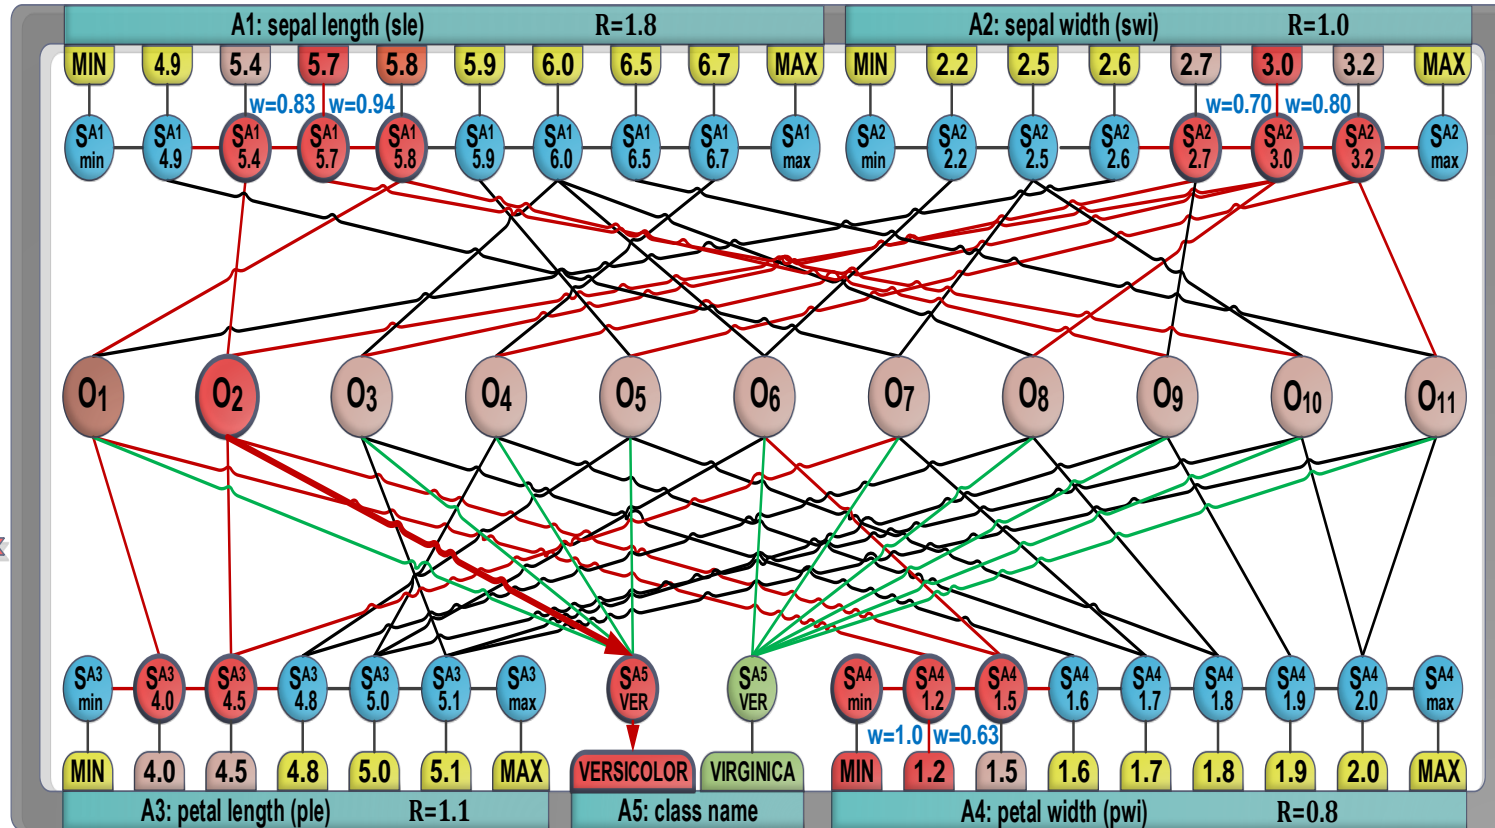 A1: sepal length (sle) R=1.8 A2: sepal width (swi) R=1.0
MIN 4.9 5.4 5.7 5.8 5.9 6.0 6.5 6.7 MAX MIN 2.2 2.5 2.6 2.7 3.0 3.2 MAX
w=0.83 w=0.94 w=0.70 w=0.80
SA1 SA1 SA1 SA1 SA1 SA1 SA1 SA1 SA1 SA1 SA2 SA2 SA2 SA2 SA2 SA2 SA2 SA2
min 4.9 5.4 5.7 5.8 5.9 6.0 6.5 6.7 max min 2.2 2.5 2.6 2.7 3.0 3.2 max
O1 O2 O3 O4 O5 O6 O7 O8 O9 O10 O11
x
SA3 SA3 SA3 SA3 SA3 SA3 SA3 SA5 SA5 SA4 SA4 SA4 SA4 SA4 SA4 SA4 SA4 SA4
min 4.0 4.5 4.8 5.0 5.1 max VER VER min 1.2 1.5 1.6 1.7 1.8 1.9 2.0 max
w=1.0 w=0.63
MIN 4.0 4.5 4.8 5.0 5.1 MAX VERSICOLOR VIRGINICA MIN 1.2 1.5 1.6 1.7 1.8 1.9 2.0 MAX
A3: petal length (ple) R=1.1 A5: class name A4: petal width (pwi) R=0.8